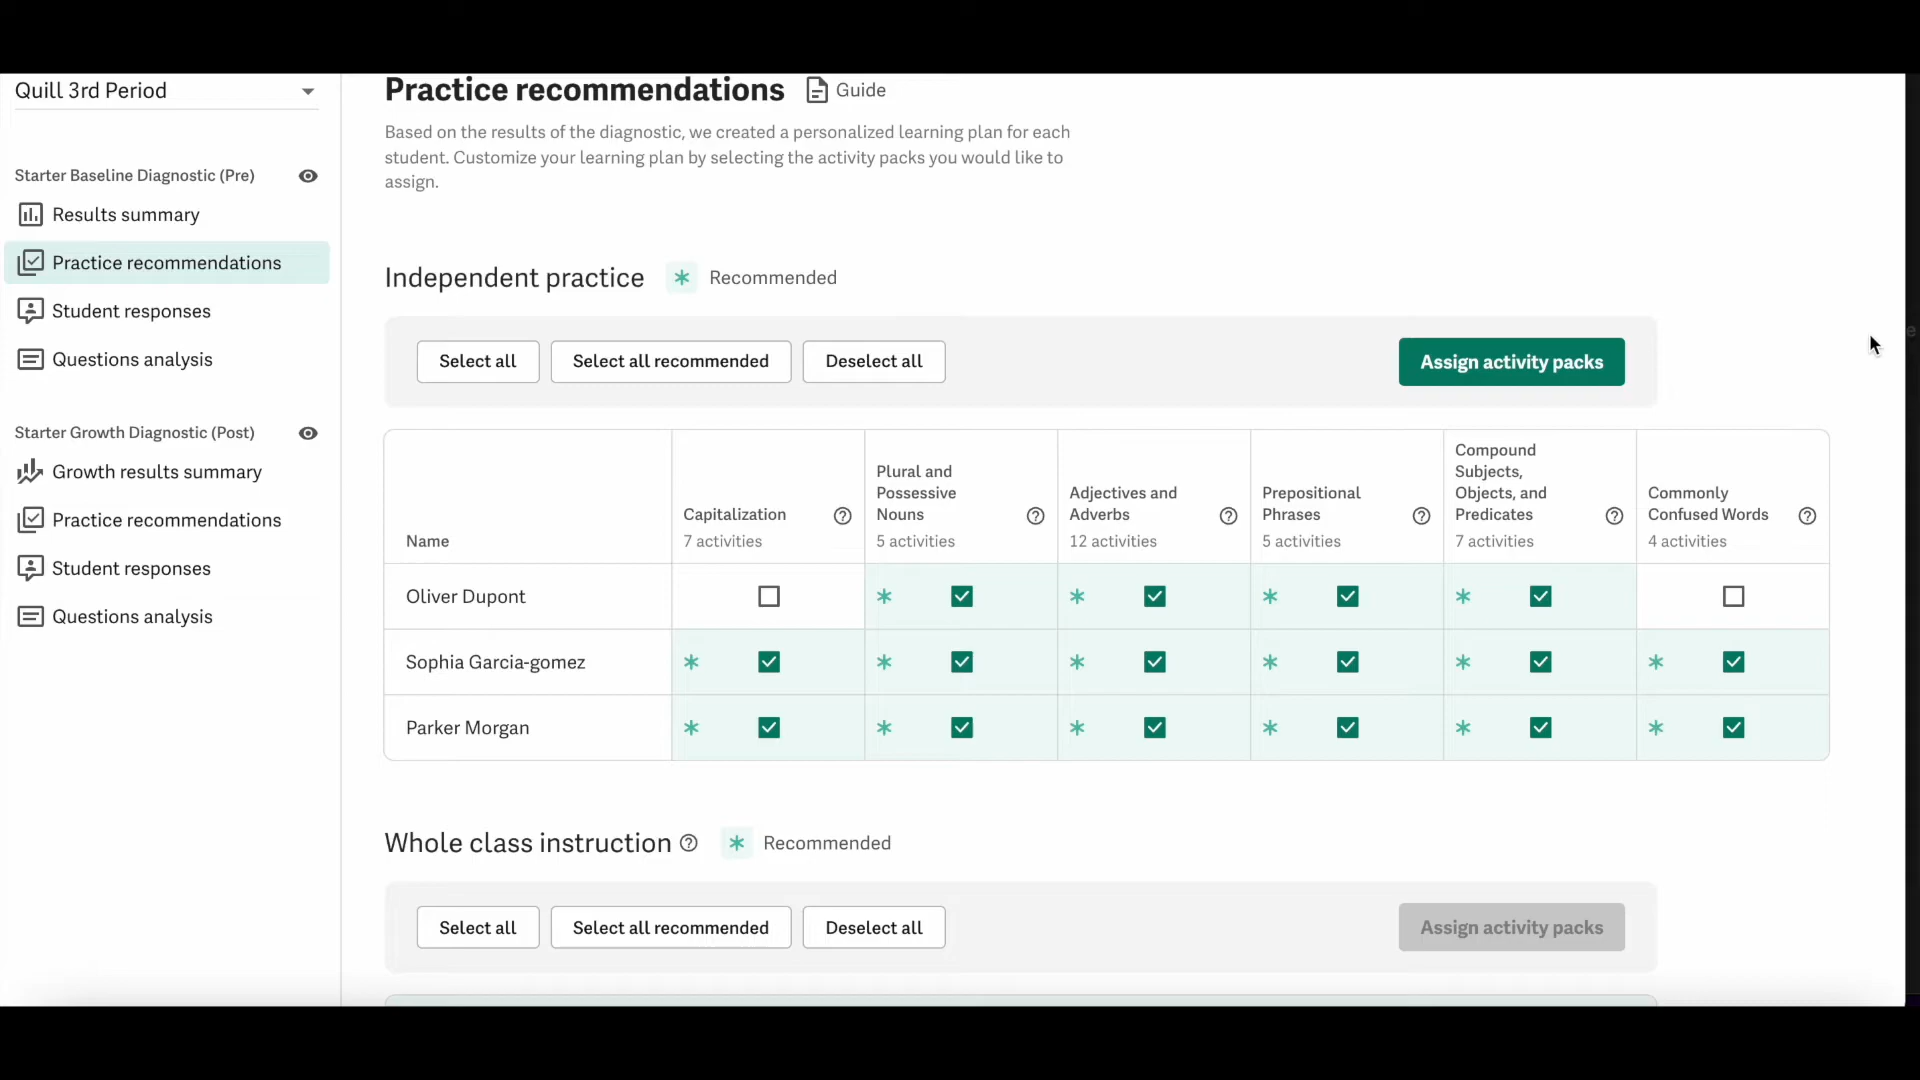 Quill 3rd Period
Starter Baseline Diagnostic (Pre)
Results summary
Practice recommendations
Student responses
Questions analysis
Starter Growth Diagnostic (Post)
Growth results summary
Practice recommendations
Student responses
Questions analysis
Practice recommendations
Guide
Based on the results of the diagnostic, we created a personalized learning plan for each
student. Customize your learning plan by selecting the activity packs you would like to
assign.
Independent practice
Recommended
Select all
Select all recommended
Deselect all
Assign activity packs
Name
Capitalization
7 activities
Plural and
Possessive
Nouns
5 activities
Adjectives and
Adverbs
12 activities
Prepositional
Phrases
5 activities
Compound
Subjects,
Objects, and
Predicates
7 activities
Commonly
Confused Words
4 activities
Oliver Dupont
Sophia Garcia-gomez
Parker Morgan
Whole class instruction
Recommended
Select all
Select all recommended
Deselect all
Assign activity packs